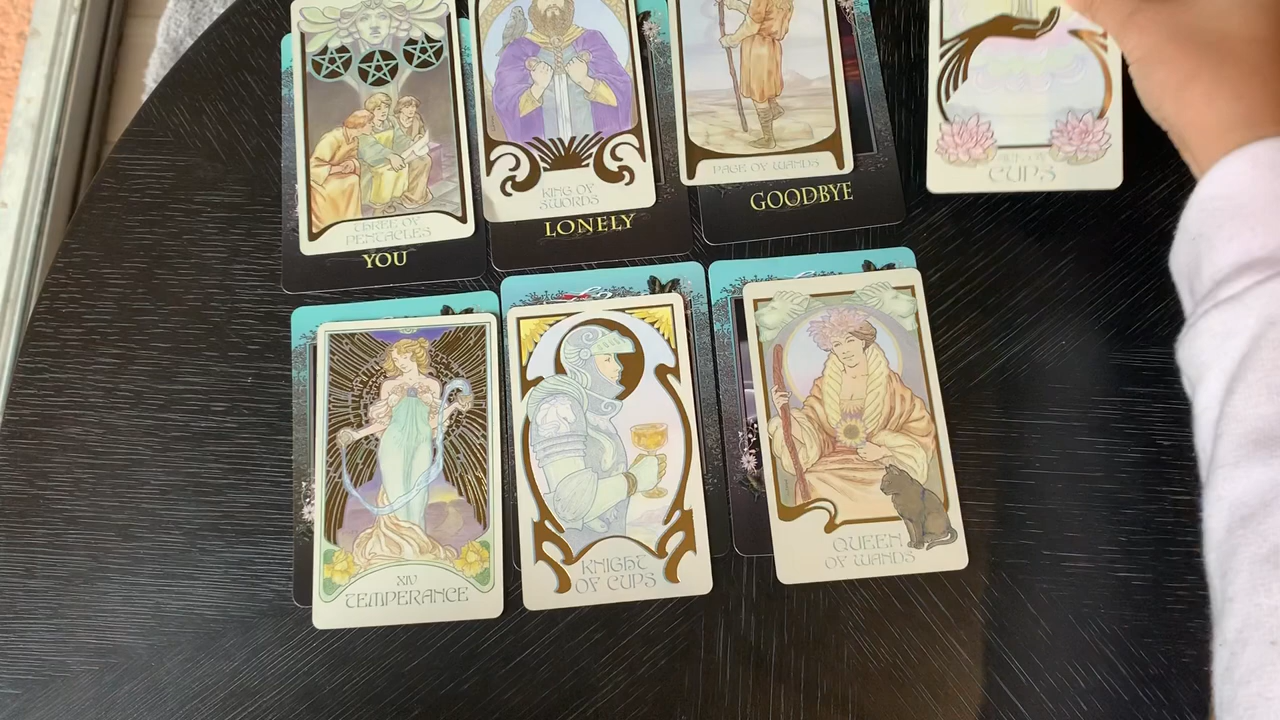 THREE OF
PENTACLES
YOU
KING OF
SWORDS
LONELY
PAGE OF WANDS
GOODBYE
CUPS
XIV
TEMPERANCE
KNIGHT
OF CUPS
QUEEN
OF WANDS